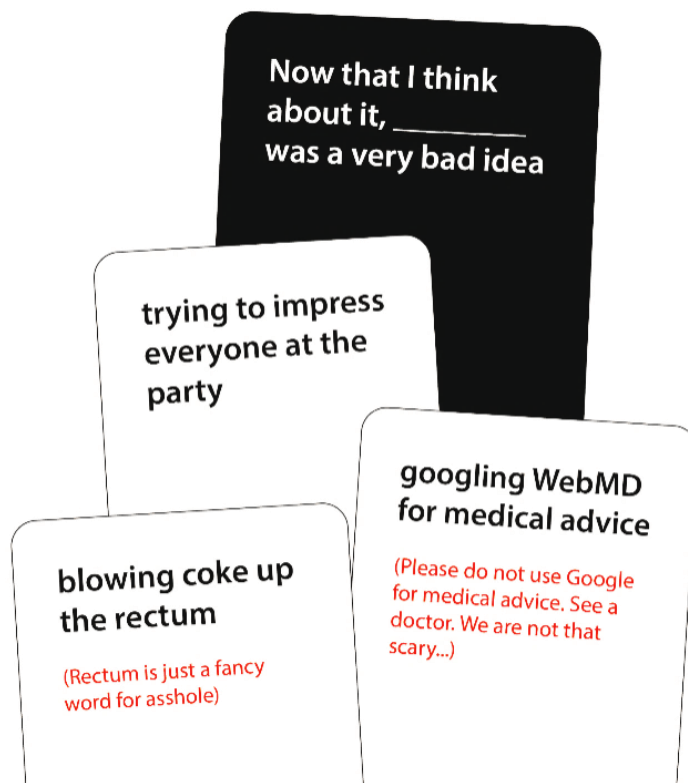 Now that I think
about it, __________
was a very bad idea
trying to impress
everyone at the
party
googling WebMD
for medical advice
(Please do not use Google
for medical advice. See a
doctor. We are not that
scary...)
blowing coke up
the rectum
(Rectum is just a fancy
word for asshole)